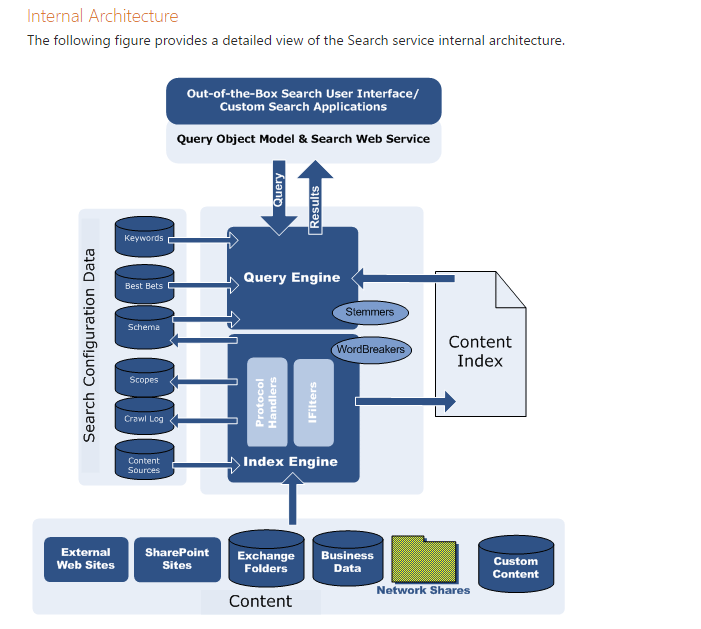 Internal Architecture
The following figure provides a detailed view of the Search service internal architecture.
Out-of-the-Box Search User Interface/
Custom Search Applications
Query Object Model & Search Web Service
Query
Results
Search Configuration Data
Keywords
Best Bets
Schema
Scopes
Crawl Log
Content
Sources
Query Engine
Stemmers
WordBreakers
Protocol
Handlers
IFilters
Index Engine
Content
Index
External
Web Sites
SharePoint
Sites
Exchange
Folders
Business
Data
Network Shares
Custom
Content
Content